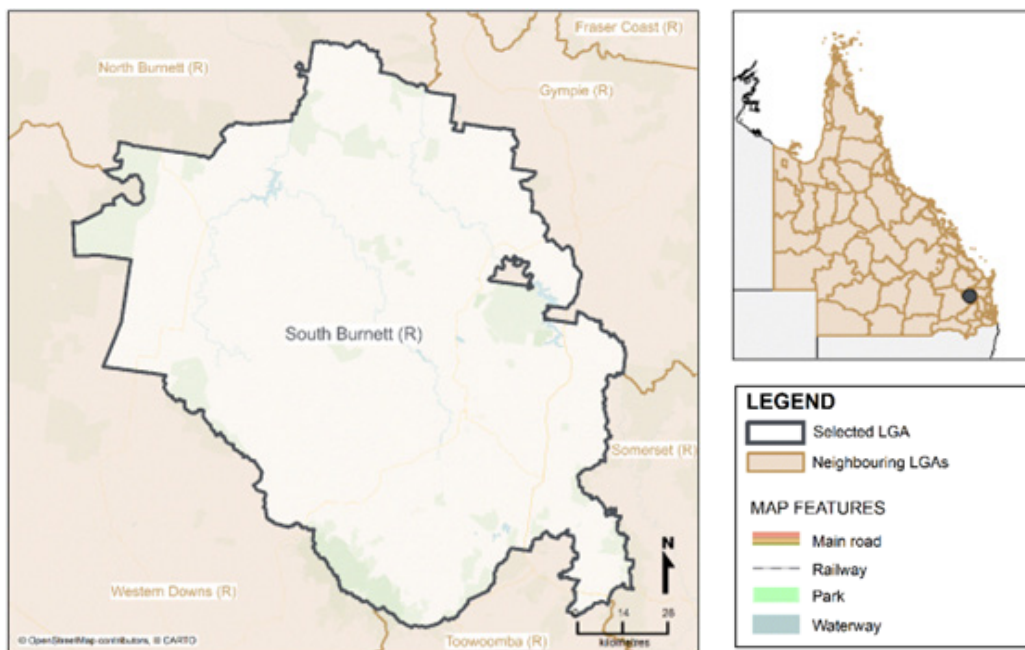 Fraser Coast (R)
North Burnett (R)
Gympie (R)
South Burnett (R)
Somerset (R)
Western Downs (R)
Toowoomba (R)
N
0 14 28
kilometres
© OpenStreetMap contributors, © CARTO
LEGEND
Selected LGA
Neighbouring LGAs
MAP FEATURES
Main road
Railway
Park
Waterway